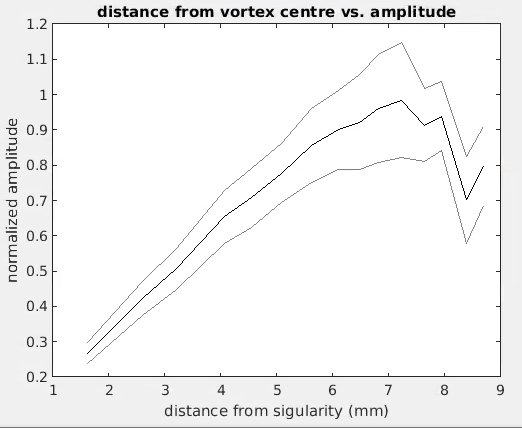 distance from vortex centre vs. amplitude
1.2
1.1
1
0.9
0.8
0.7
0.6
0.5
0.4
0.3
0.2
normalized amplitude
1 2 3 4 5 6 7 8 9
distance from sigularity (mm)